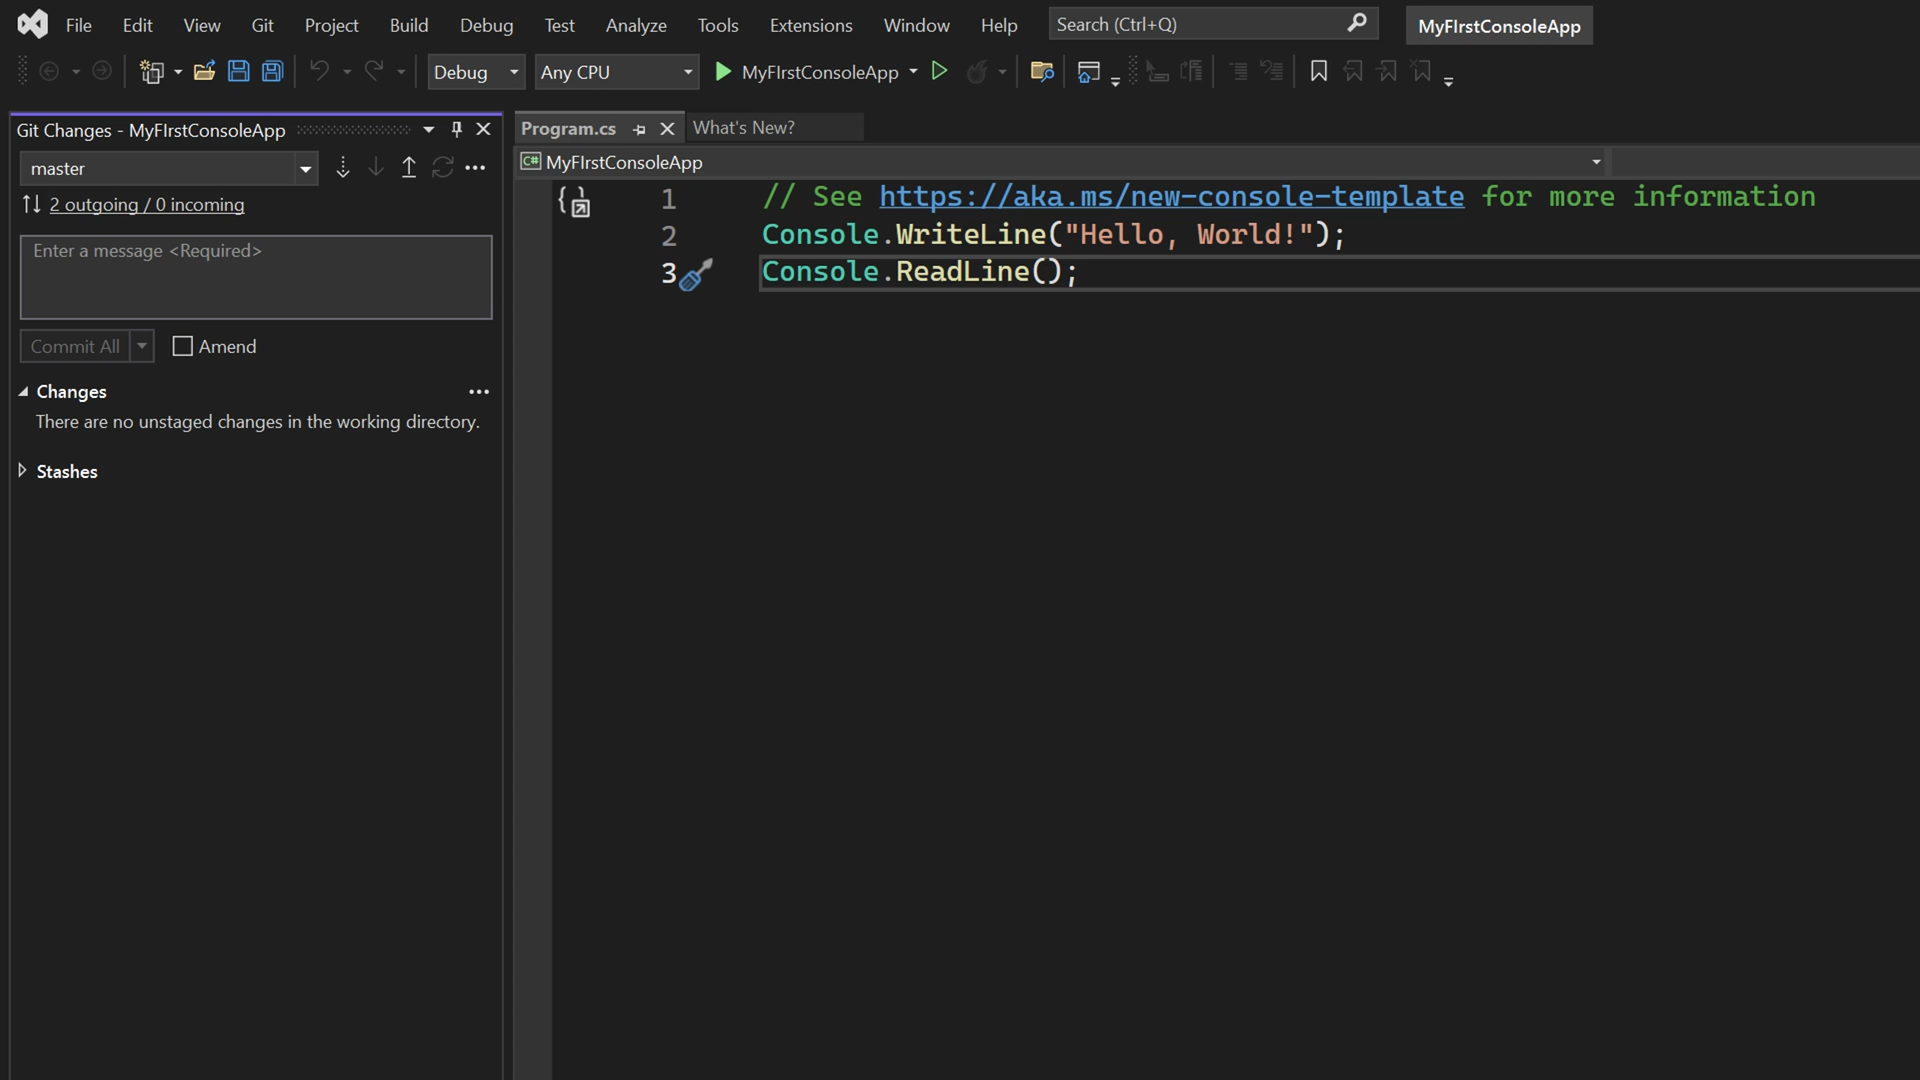 File Edit View Git Project Build Debug Test Analyze Tools Extensions Window Help Search (Ctrl+Q) MyFIrstConsoleApp
Debug Any CPU MyFIrstConsoleApp
Git Changes - MyFIrstConsoleApp
master
2 outgoing / 0 incoming
Enter a message <Required>
Commit All Amend
Changes
There are no unstaged changes in the working directory.
Stashes
Program.cs What's New?
C# MyFIrstConsoleApp
1 // See https://aka.ms/new-console-template for more information
2 Console.WriteLine("Hello, World!");
3 Console.ReadLine();